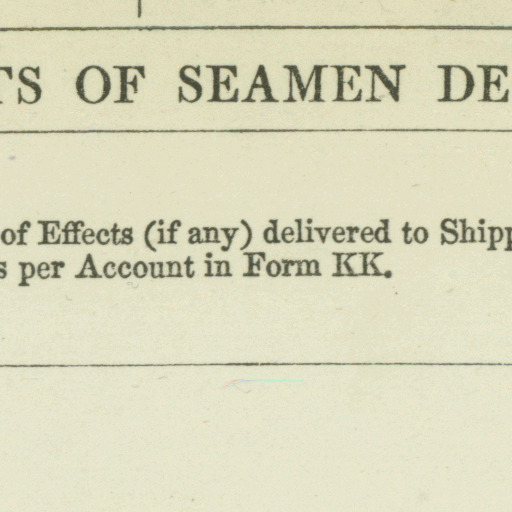 TS OF SEAMEN DE
of Effects (if any) delivered to Shipp
s per Account in Form KK.